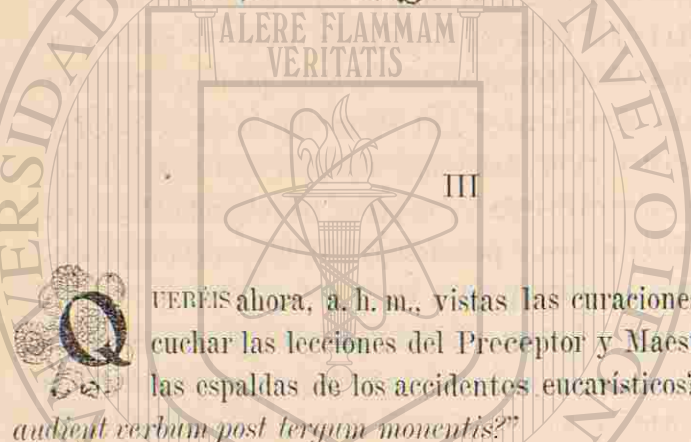 ALERE FLAMMAM
VERITATIS
III
QUERÉIS ahora, a. h. m., vistas las curacione
cuchar las lecciones del Preceptor y Maes
las espaldas de los accidentes eucarísticos?
audient verbum post tergum monentis?"